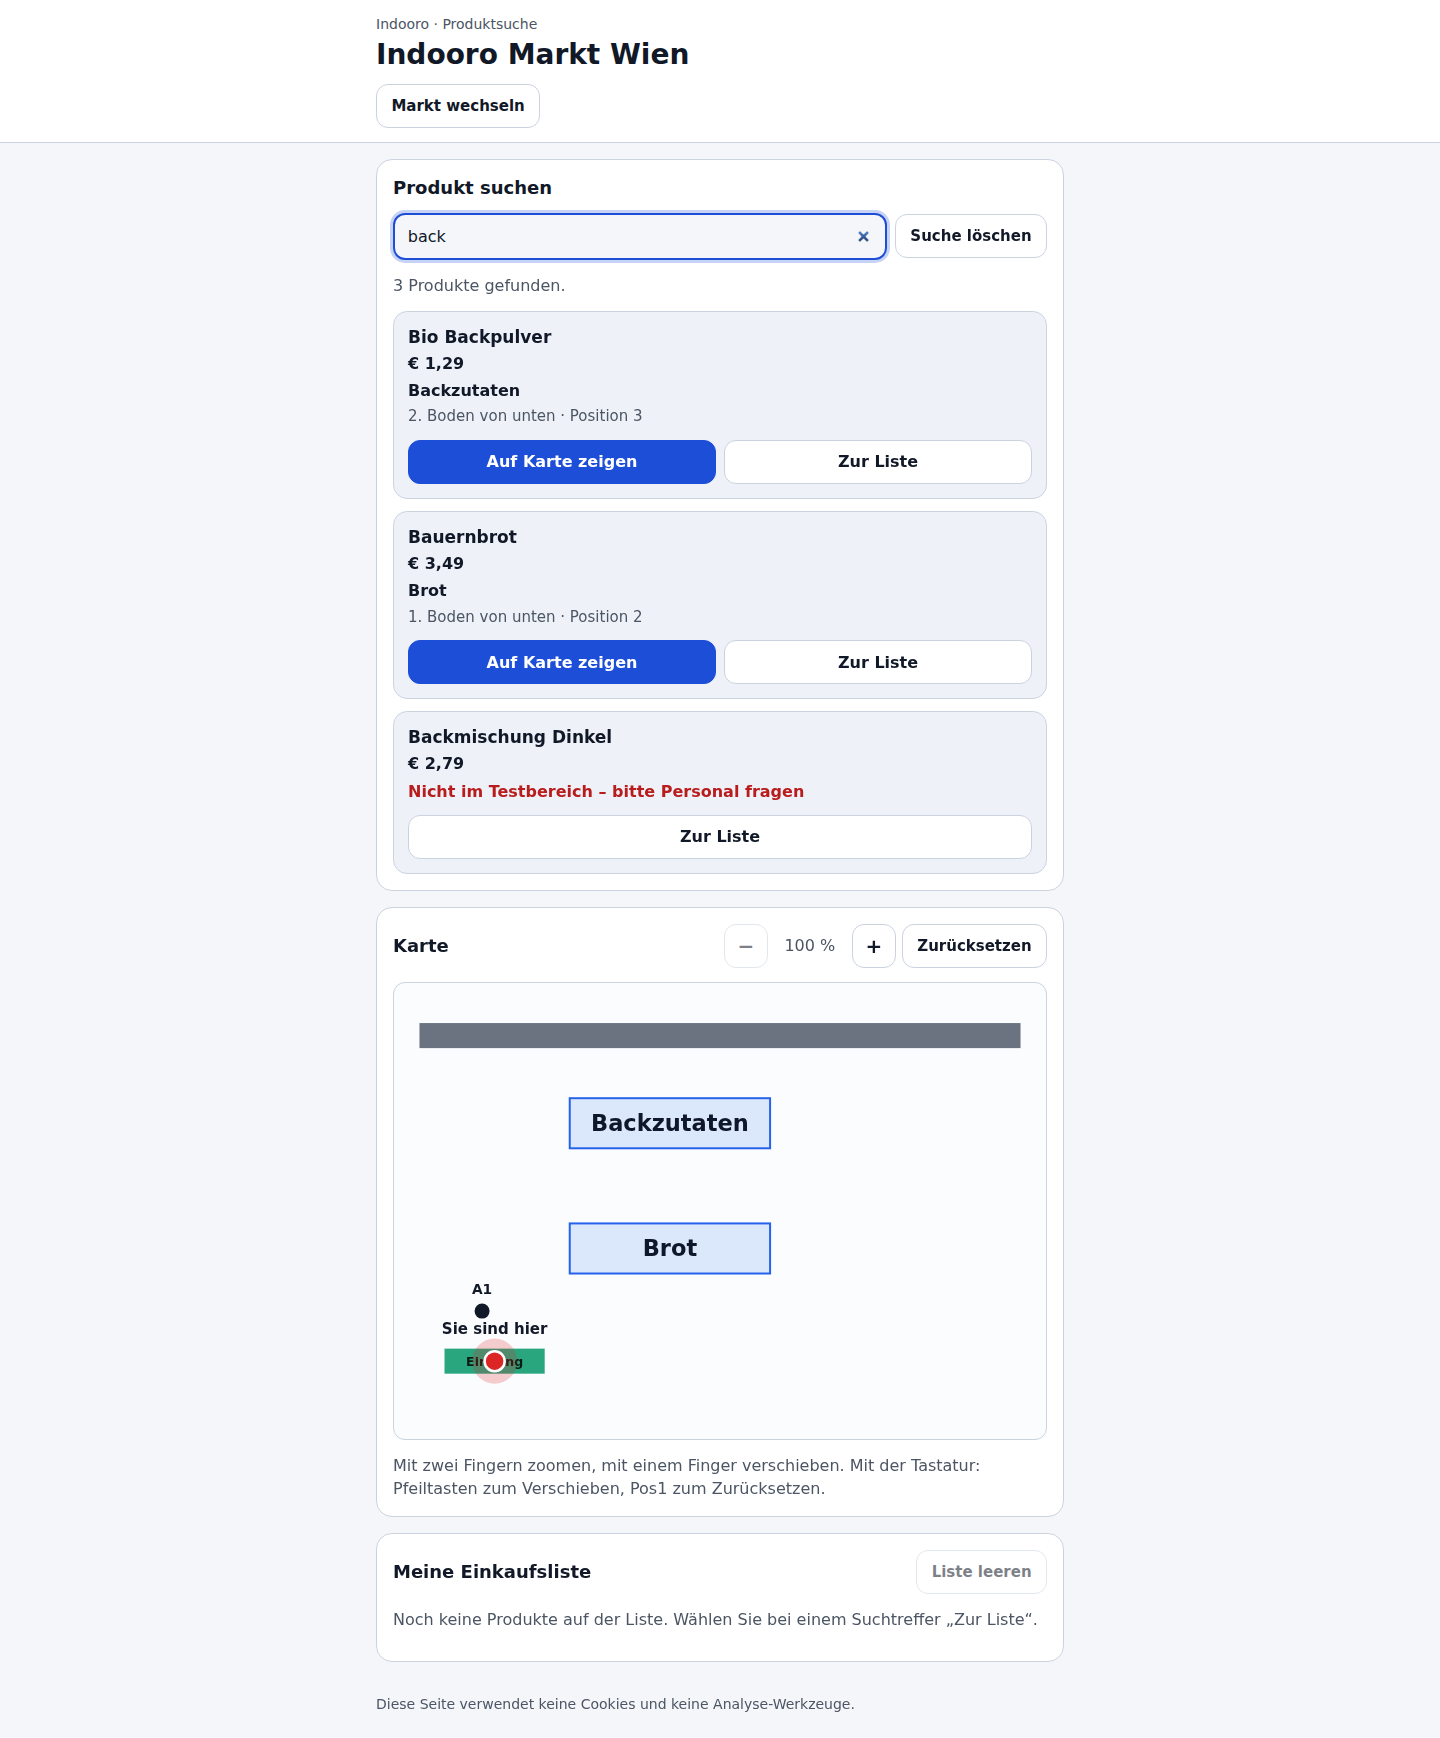 Indooro · Produktsuche
Indooro Markt Wien
Markt wechseln
Produkt suchen
back
Suche löschen
3 Produkte gefunden.
Bio Backpulver
€ 1,29
Backzutaten
2. Boden von unten · Position 3
Auf Karte zeigen
Zur Liste
Bauernbrot
€ 3,49
Brot
1. Boden von unten · Position 2
Auf Karte zeigen
Zur Liste
Backmischung Dinkel
€ 2,79
Nicht im Testbereich – bitte Personal fragen
Zur Liste
Karte
−
100 %
+
Zurücksetzen
Backzutaten
Brot
A1
Sie sind hier
Mit zwei Fingern zoomen, mit einem Finger verschieben. Mit der Tastatur:
Pfeiltasten zum Verschieben, Pos1 zum Zurücksetzen.
Meine Einkaufsliste
Liste leeren
Noch keine Produkte auf der Liste. Wählen Sie bei einem Suchtreffer „Zur Liste“.
Diese Seite verwendet keine Cookies und keine Analyse-Werkzeuge.